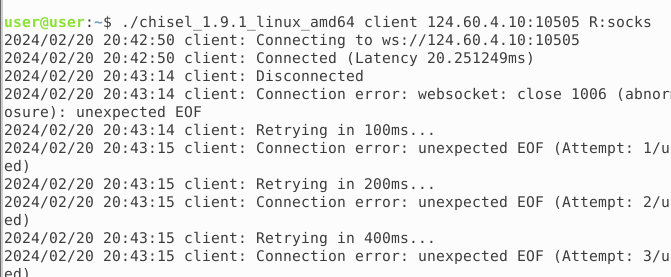 user@user:~$ ./chisel_1.9.1_linux_amd64 client 124.60.4.10:10505 R:socks
2024/02/20 20:42:50 client: Connecting to ws://124.60.4.10:10505
2024/02/20 20:42:50 client: Connected (Latency 20.251249ms)
2024/02/20 20:43:14 client: Disconnected
2024/02/20 20:43:14 client: Connection error: websocket: close 1006 (abnor
osure): unexpected EOF
2024/02/20 20:43:14 client: Retrying in 100ms...
2024/02/20 20:43:15 client: Connection error: unexpected EOF (Attempt: 1/u
ed)
2024/02/20 20:43:15 client: Retrying in 200ms...
2024/02/20 20:43:15 client: Connection error: unexpected EOF (Attempt: 2/u
ed)
2024/02/20 20:43:15 client: Retrying in 400ms...
2024/02/20 20:43:15 client: Connection error: unexpected EOF (Attempt: 3/u
ed)